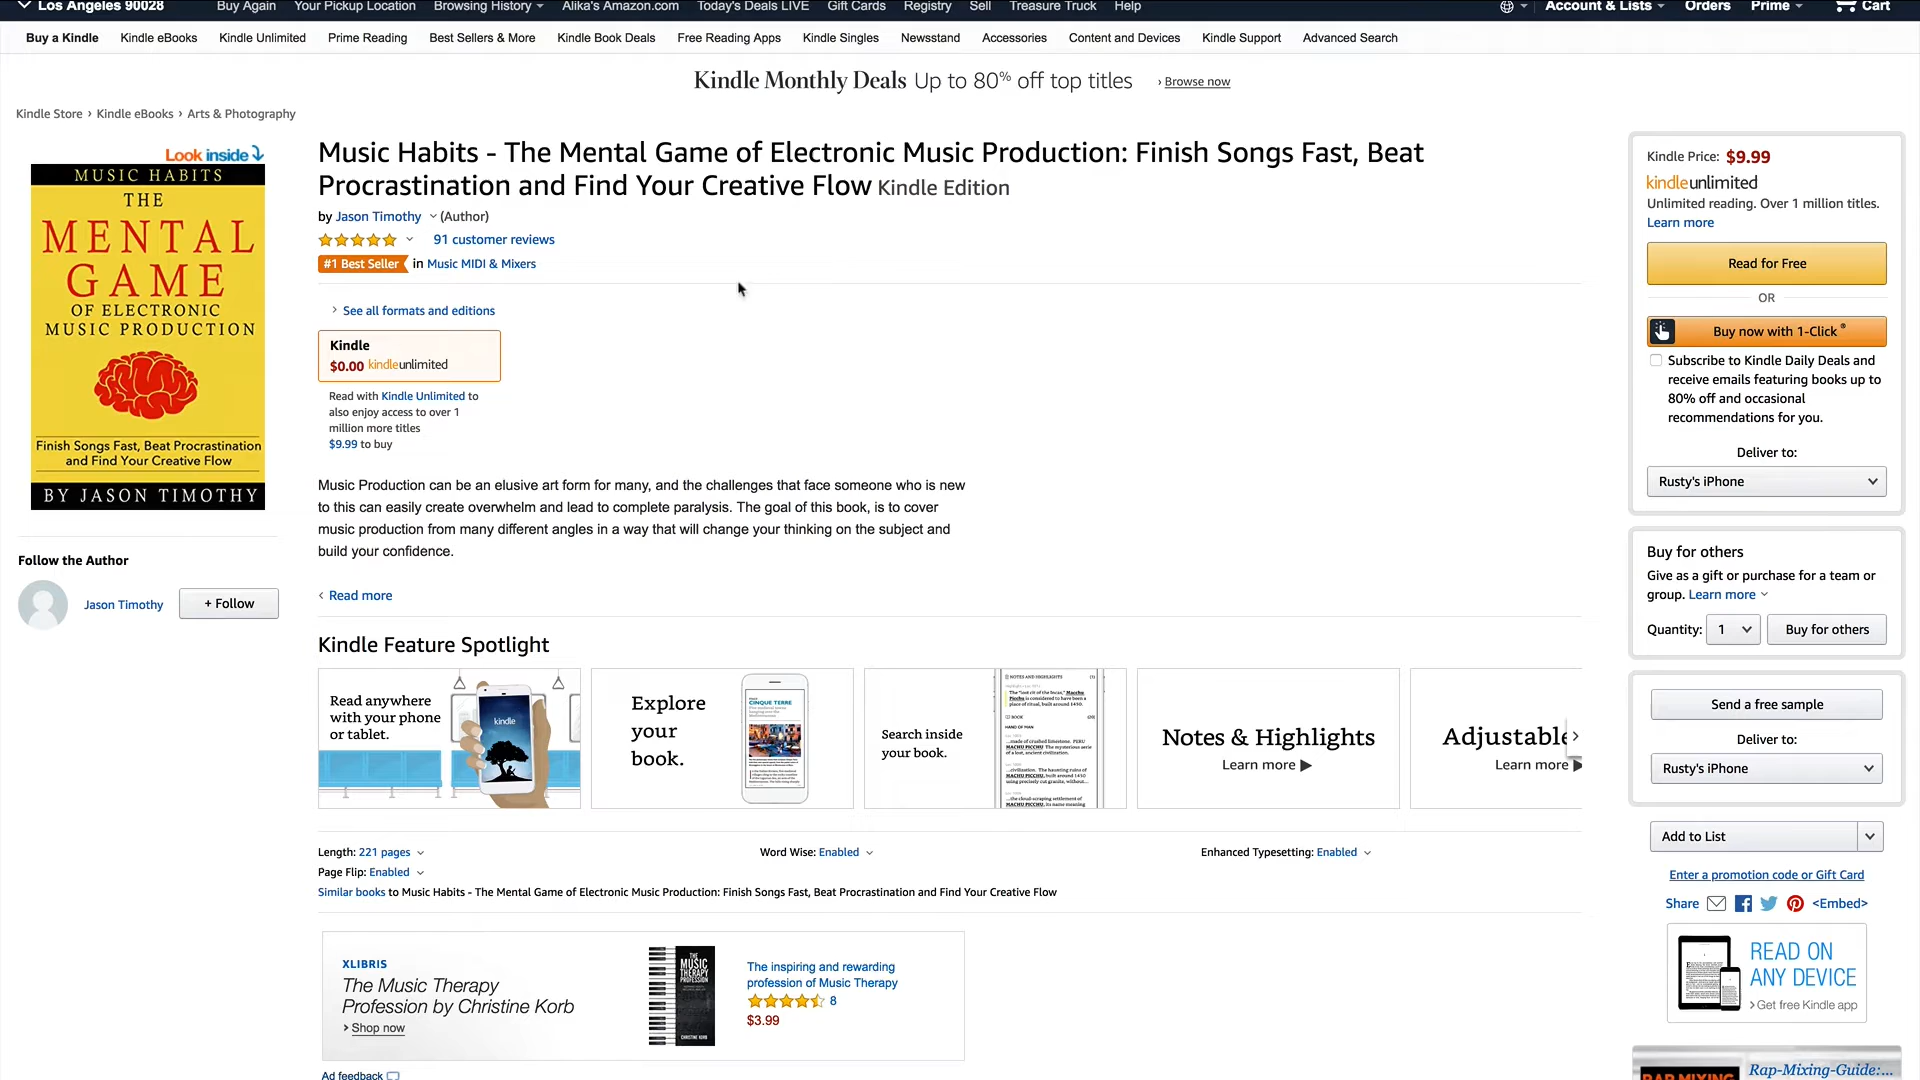 Los Angeles 90028
Buy Again
Your Pickup Location
Browsing History
Alika's Amazon.com
Today's Deals LIVE
Gift Cards
Registry
Sell
Treasure Truck
Help
Account & Lists
Orders
Prime
Cart
Buy a Kindle
Kindle eBooks
Kindle Unlimited
Prime Reading
Best Sellers & More
Kindle Book Deals
Free Reading Apps
Kindle Singles
Newsstand
Accessories
Content and Devices
Kindle Support
Advanced Search
Kindle Monthly Deals Up to 80% off top titles › Browse now
Kindle Store › Kindle eBooks › Arts & Photography
Look inside
MUSIC HABITS
THE
MENTAL
GAME
OF ELECTRONIC
MUSIC PRODUCTION
Finish Songs Fast, Beat Procrastination
and Find Your Creative Flow
BY JASON TIMOTHY
Follow the Author
Jason Timothy
+ Follow
Music Habits - The Mental Game of Electronic Music Production: Finish Songs Fast, Beat
Procrastination and Find Your Creative Flow Kindle Edition
by Jason Timothy (Author)
91 customer reviews
#1 Best Seller in Music MIDI & Mixers
› See all formats and editions
Kindle
$0.00 kindleunlimited
Read with Kindle Unlimited to
also enjoy access to over 1
million more titles
$9.99 to buy
Music Production can be an elusive art form for many, and the challenges that face someone who is new
to this can easily create overwhelm and lead to complete paralysis. The goal of this book, is to cover
music production from many different angles in a way that will change your thinking on the subject and
build your confidence.
‹ Read more
Kindle Feature Spotlight
Read anywhere
with your phone
or tablet.
kindle
Explore
your
book.
CINQUE TERRE
Search inside
your book.
NOTES AND HIGHLIGHTS
Notes & Highlights
Learn more ▶
Adjustable
Learn more ▶
Length: 221 pages
Word Wise: Enabled
Enhanced Typesetting: Enabled
Page Flip: Enabled
Similar books to Music Habits - The Mental Game of Electronic Music Production: Finish Songs Fast, Beat Procrastination and Find Your Creative Flow
XLIBRIS
The Music Therapy
Profession by Christine Korb
› Shop now
THE
MUSIC
THERAPY
PROFESSION
CHRISTINE KORB
The inspiring and rewarding
profession of Music Therapy
8
$3.99
Ad feedback
Kindle Price: $9.99
kindleunlimited
Unlimited reading. Over 1 million titles.
Learn more
Read for Free
OR
Buy now with 1-Click ®
Subscribe to Kindle Daily Deals and
receive emails featuring books up to
80% off and occasional
recommendations for you.
Deliver to:
Rusty's iPhone
Buy for others
Give as a gift or purchase for a team or
group. Learn more
Quantity: 1
Buy for others
Send a free sample
Deliver to:
Rusty's iPhone
Add to List
Enter a promotion code or Gift Card
Share
<Embed>
READ ON
ANY DEVICE
› Get free Kindle app
RAP MIXING
Rap-Mixing-Guide:...